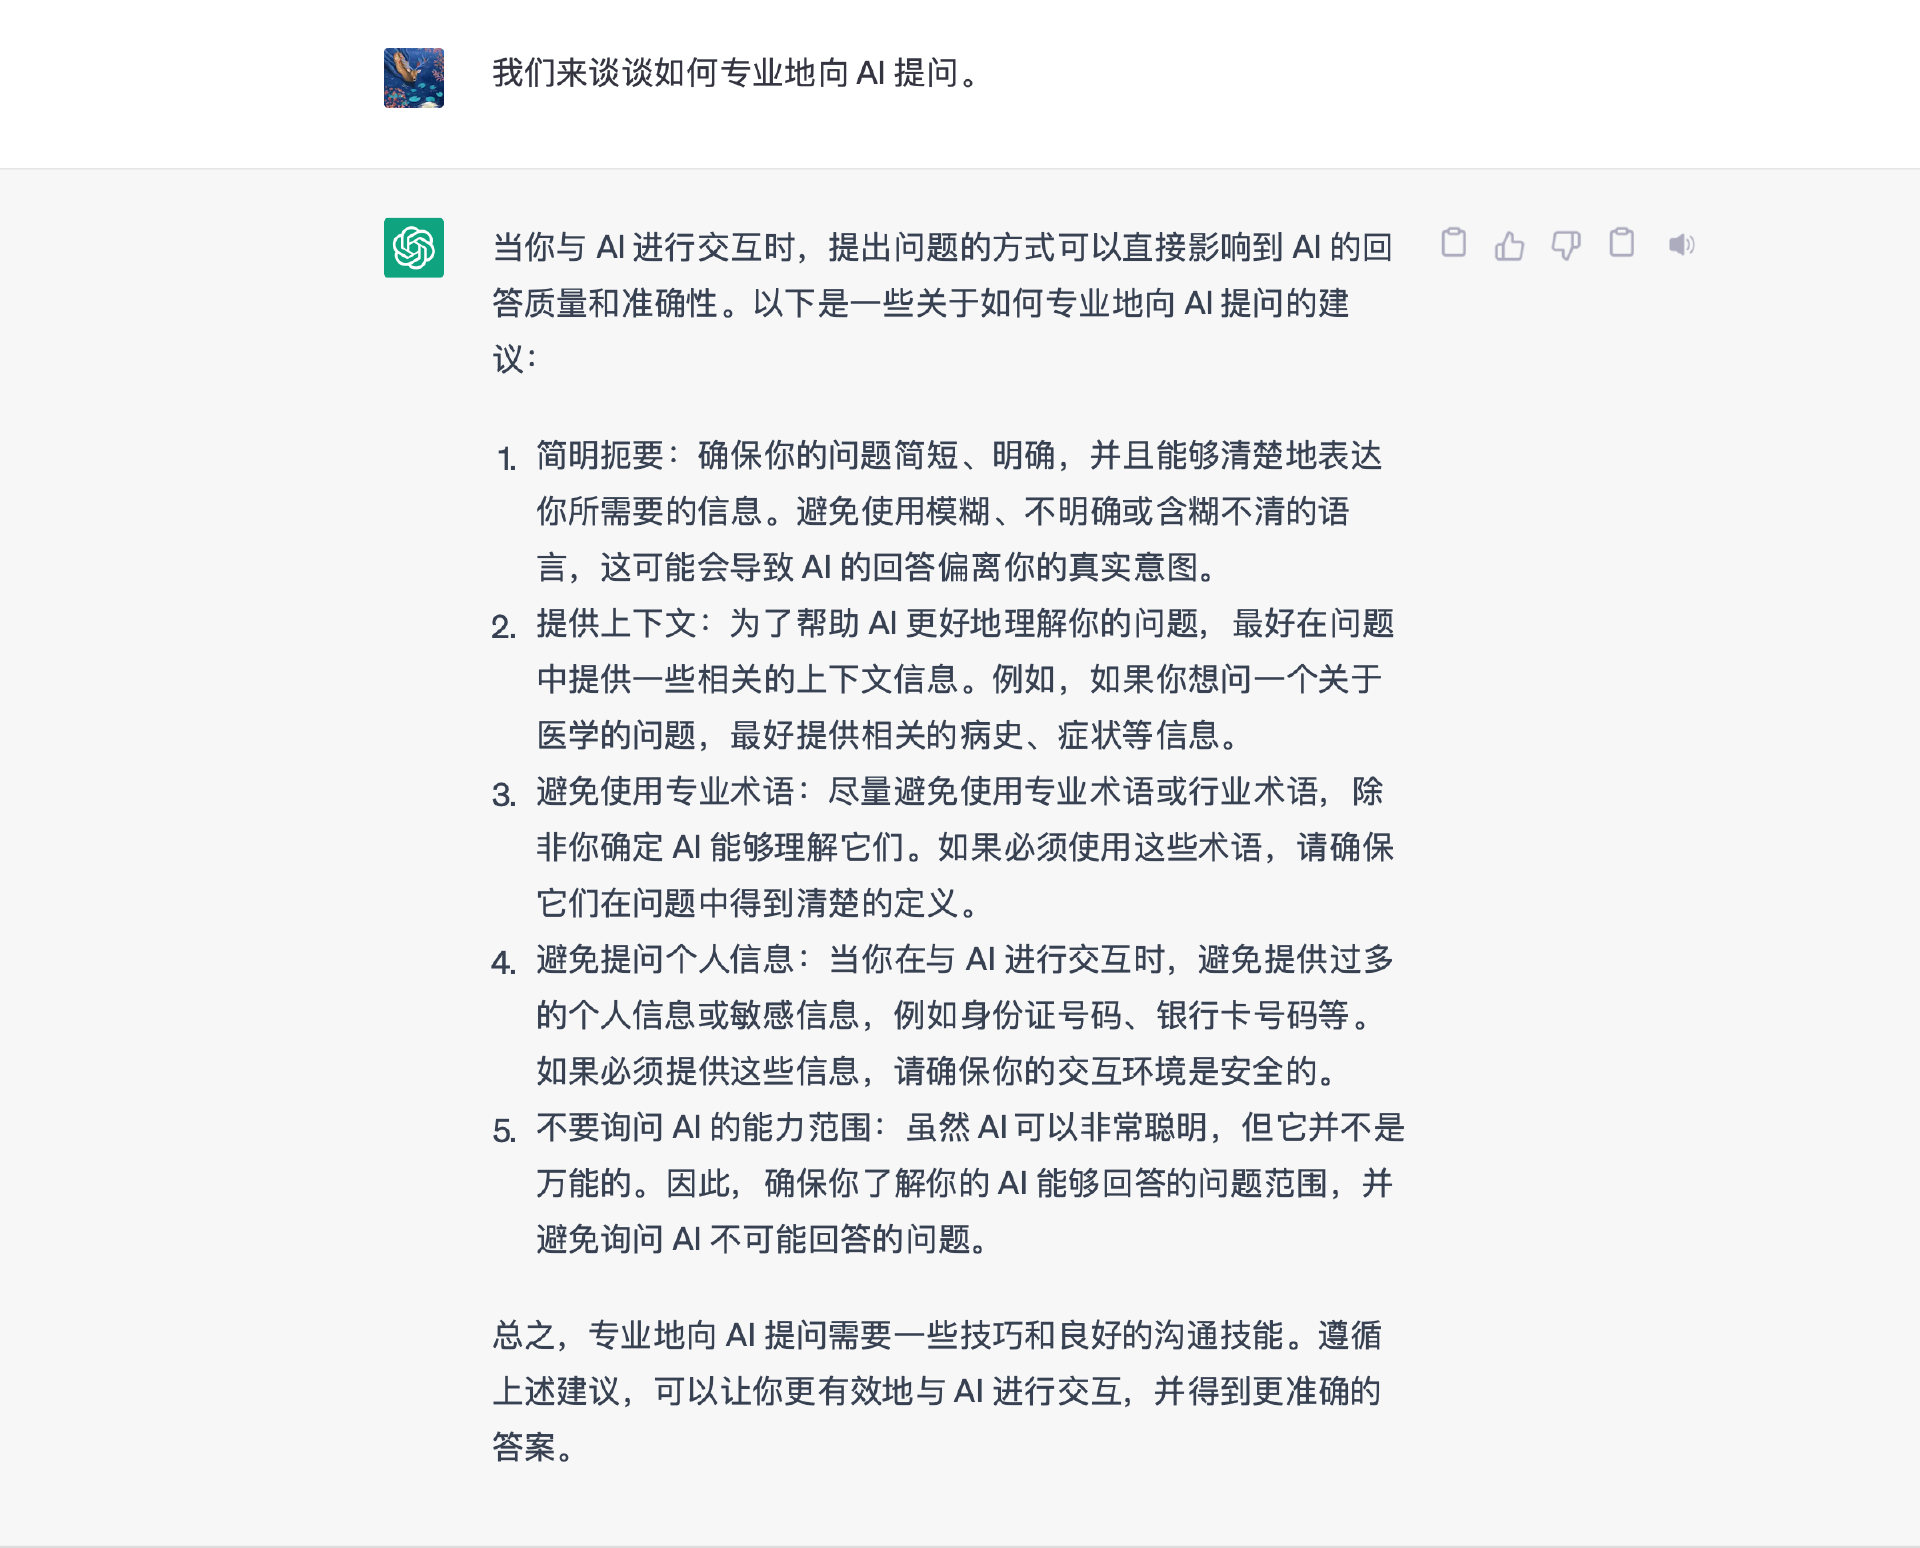 我们来谈谈如何专业地向 AI 提问。
当你与 AI 进行交互时，提出问题的方式可以直接影响到 AI 的回
答质量和准确性。以下是一些关于如何专业地向 AI 提问的建
议：
1. 简明扼要：确保你的问题简短、明确，并且能够清楚地表达
你所需要的信息。避免使用模糊、不明确或含糊不清的语
言，这可能会导致 AI 的回答偏离你的真实意图。
2. 提供上下文：为了帮助 AI 更好地理解你的问题，最好在问题
中提供一些相关的上下文信息。例如，如果你想问一个关于
医学的问题，最好提供相关的病史、症状等信息。
3. 避免使用专业术语：尽量避免使用专业术语或行业术语，除
非你确定 AI 能够理解它们。如果必须使用这些术语，请确保
它们在问题中得到清楚的定义。
4. 避免提问个人信息：当你在与 AI 进行交互时，避免提供过多
的个人信息或敏感信息，例如身份证号码、银行卡号码等。
如果必须提供这些信息，请确保你的交互环境是安全的。
5. 不要询问 AI 的能力范围：虽然 AI 可以非常聪明，但它并不是
万能的。因此，确保你了解你的 AI 能够回答的问题范围，并
避免询问 AI 不可能回答的问题。
总之，专业地向 AI 提问需要一些技巧和良好的沟通技能。遵循
上述建议，可以让你更有效地与 AI 进行交互，并得到更准确的
答案。